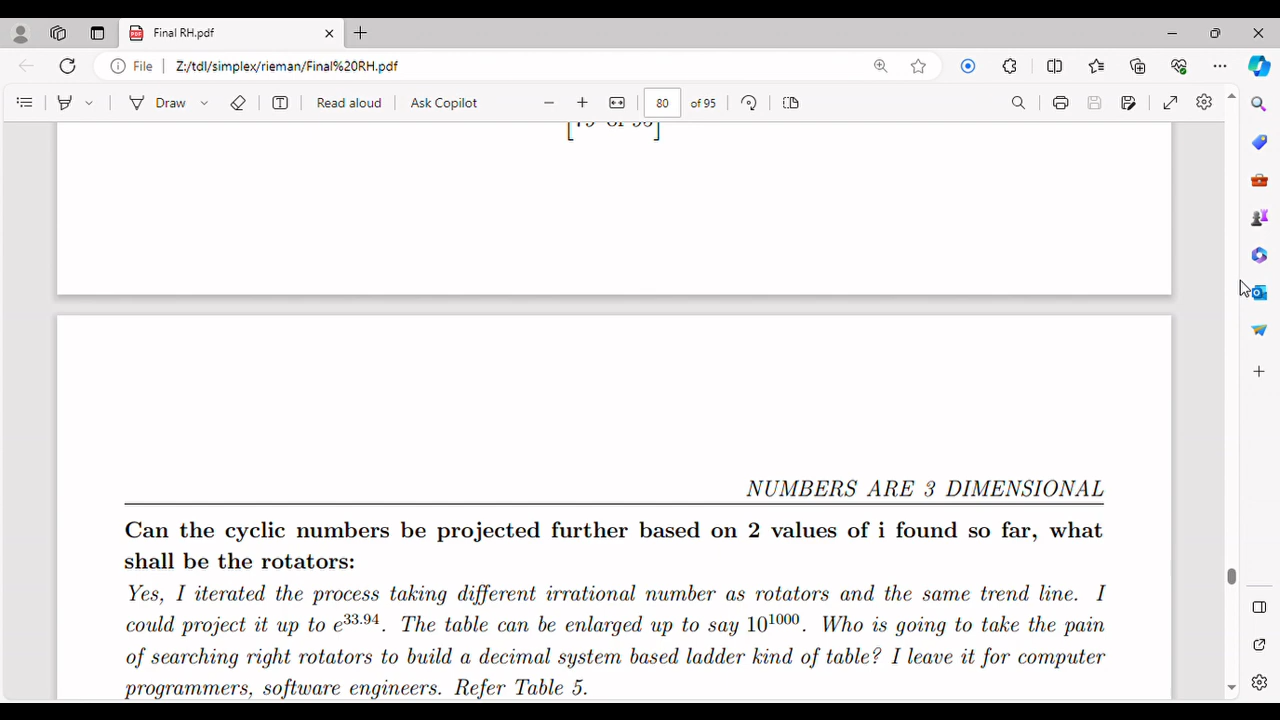 Final RH.pdf
File
Z:/tdl/simplex/rieman/Final%20RH.pdf
Draw
Read aloud
Ask Copilot
80 of 95
NUMBERS ARE 3 DIMENSIONAL
Can the cyclic numbers be projected further based on 2 values of i found so far, what
shall be the rotators:
Yes, I iterated the process taking different irrational number as rotators and the same trend line. I
could project it up to e^33.94. The table can be enlarged up to say 10^1000. Who is going to take the pain
of searching right rotators to build a decimal system based ladder kind of table? I leave it for computer
programmers, software engineers. Refer Table 5.